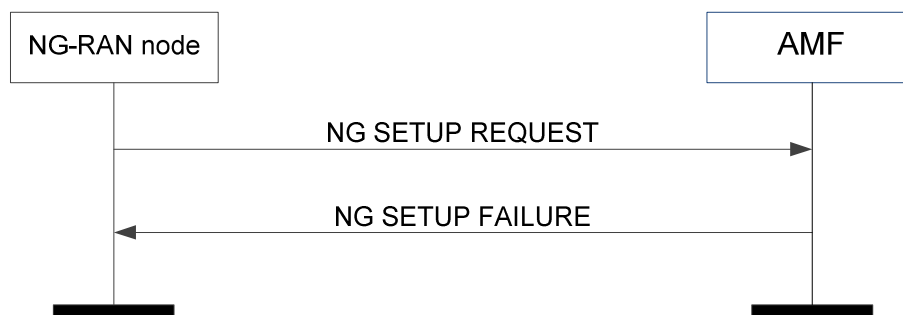 NG-RAN node
AMF
NG SETUP REQUEST
NG SETUP FAILURE